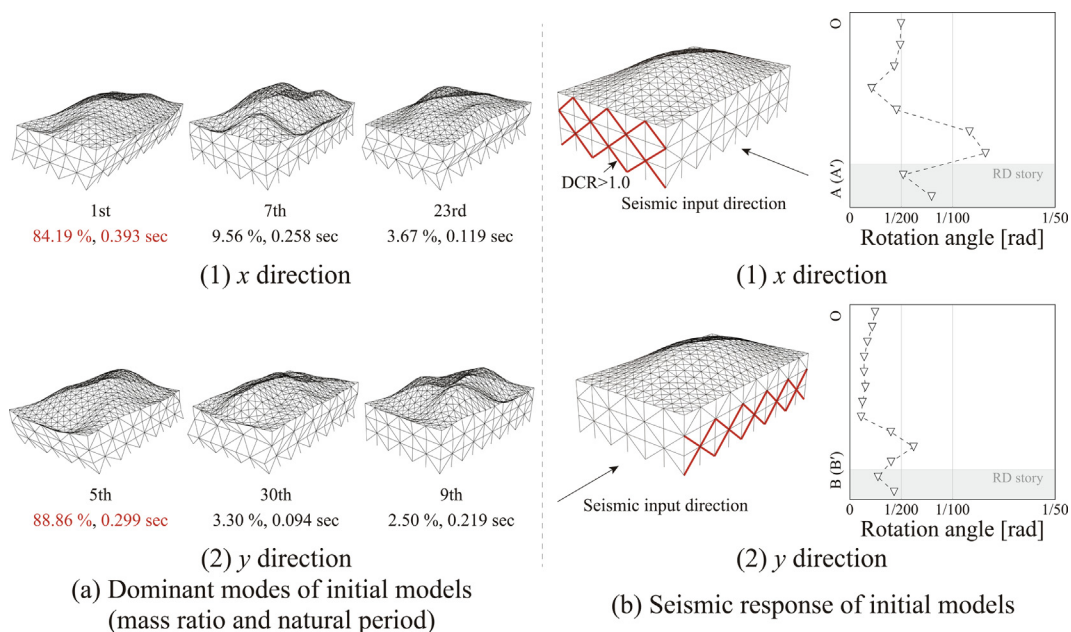 1st
7th
23rd
84.19 %, 0.393 sec
9.56 %, 0.258 sec
3.67 %, 0.119 sec
(1) x direction
5th
30th
9th
88.86 %, 0.299 sec
3.30 %, 0.094 sec
2.50 %, 0.219 sec
(2) y direction
(a) Dominant modes of initial models
(mass ratio and natural period)
DCR>1.0
Seismic input direction
O
A (A′)
RD story
0
1/200
1/100
1/50
Rotation angle [rad]
(1) x direction
Seismic input direction
O
B (B′)
RD story
0
1/200
1/100
1/50
Rotation angle [rad]
(2) y direction
(b) Seismic response of initial models